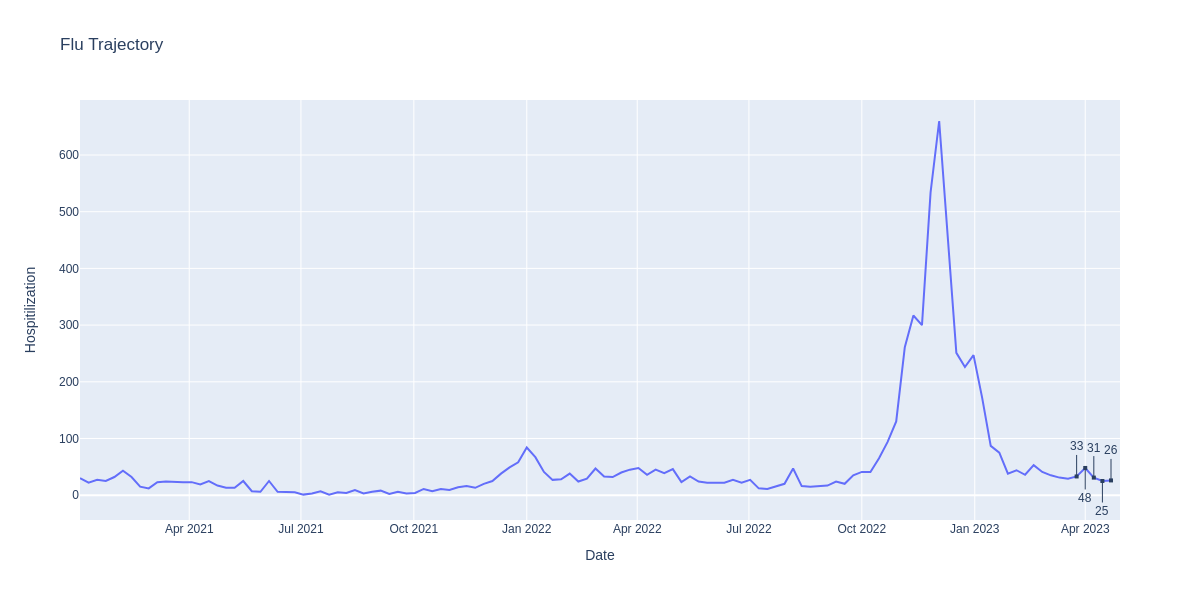 Flu Trajectory
Hospitilization
600
500
400
300
200
100
0
33
48
31
25
26
Apr 2021
Jul 2021
Oct 2021
Jan 2022
Apr 2022
Jul 2022
Oct 2022
Jan 2023
Apr 2023
Date